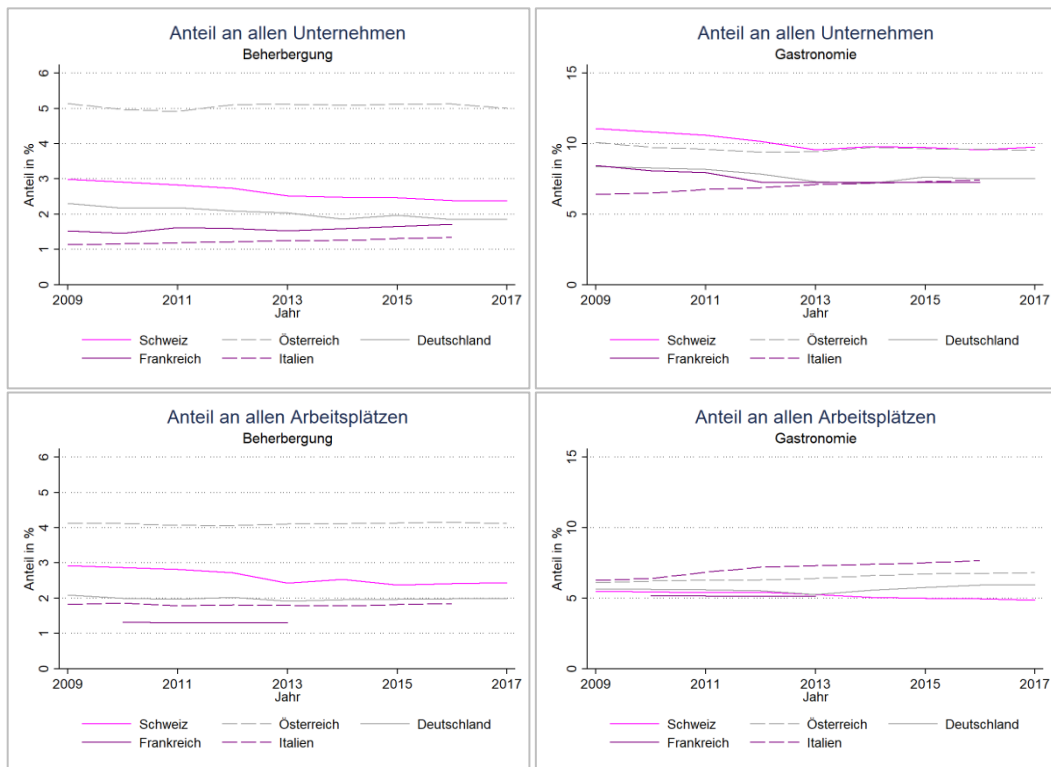 Anteil an allen Unternehmen
Beherbergung
Anteil in %
0 1 2 3 4 5 6
2009 2011 2013 2015 2017
Jahr
Schweiz Österreich Deutschland
Frankreich Italien
Anteil an allen Unternehmen
Gastronomie
Anteil in %
0 5 10 15
2009 2011 2013 2015 2017
Jahr
Schweiz Österreich Deutschland
Frankreich Italien
Anteil an allen Arbeitsplätzen
Beherbergung
Anteil in %
0 1 2 3 4 5 6
2009 2011 2013 2015 2017
Jahr
Schweiz Österreich Deutschland
Frankreich Italien
Anteil an allen Arbeitsplätzen
Gastronomie
Anteil in %
0 5 10 15
2009 2011 2013 2015 2017
Jahr
Schweiz Österreich Deutschland
Frankreich Italien